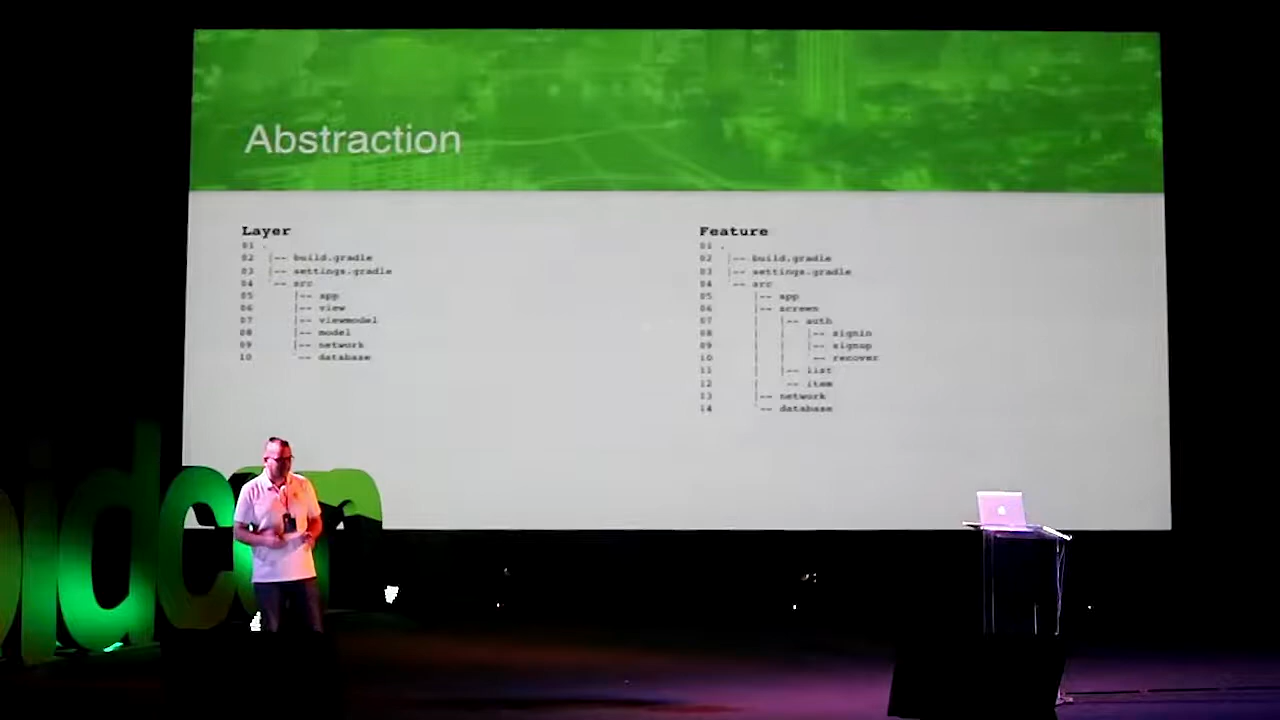 Abstraction
Layer
01 .
02 |-- build.gradle
03 |-- settings.gradle
04 `-- src
05     |-- app
06     |-- view
07     |-- viewmodel
08     |-- model
09     |-- network
10     `-- database
Feature
01 .
02 |-- build.gradle
03 |-- settings.gradle
04 `-- src
05     |-- app
06     |-- screen
07     |   |-- auth
08     |   |   |-- signin
09     |   |   |-- signup
10     |   |   `-- recover
11     |   |-- list
12     |   `-- item
13     |-- network
14     `-- database
idcon